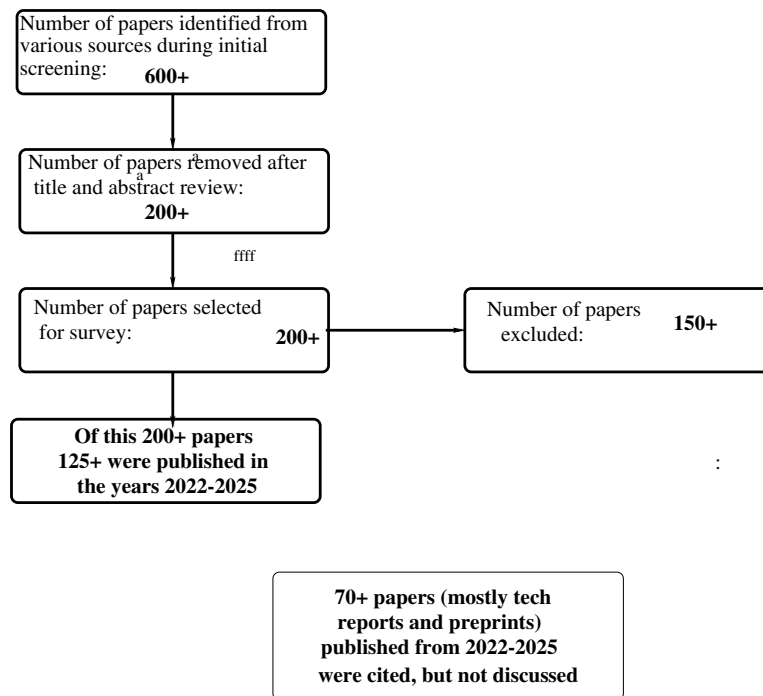 Number of papers identified from
various sources during initial
screening: 600+
a
Number of papers removed after
a
title and abstract review:
200+
ffff
Number of papers selected
for survey: 200+
Number of papers
excluded: 150+
Of this 200+ papers
125+ were published in
the years 2022-2025
:
70+ papers (mostly tech
reports and preprints)
published from 2022-2025
were cited, but not discussed